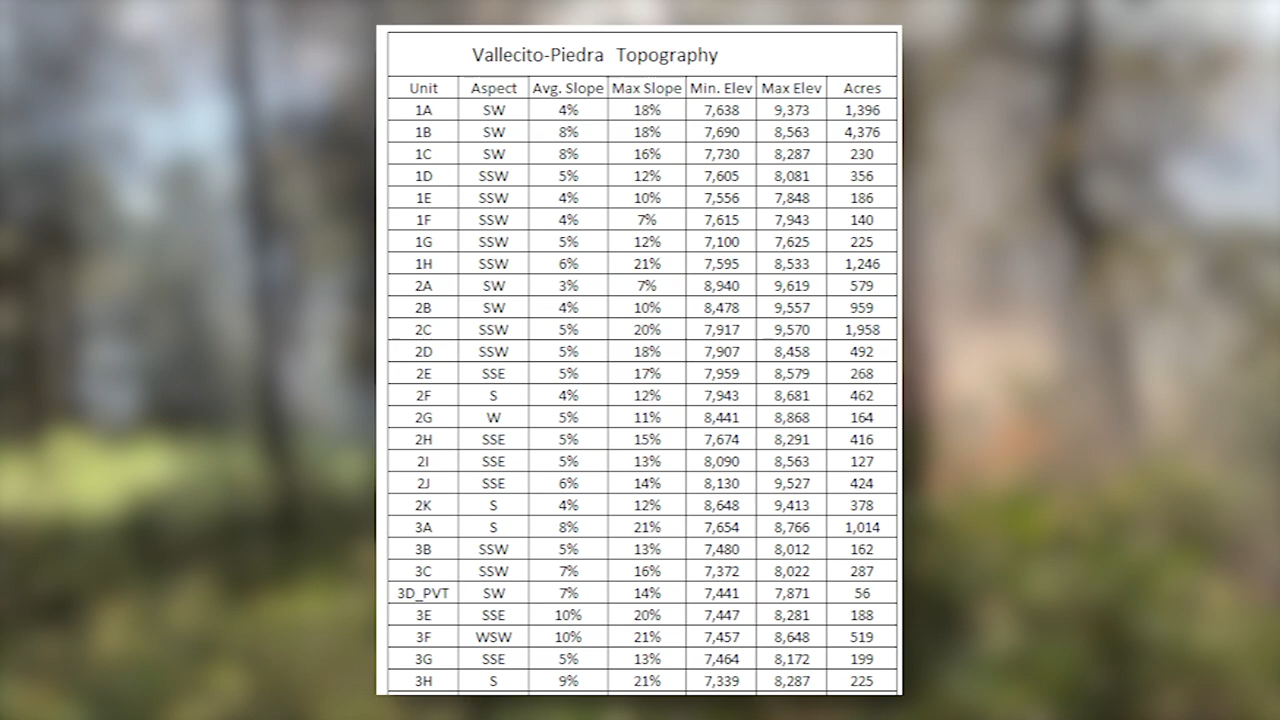 Vallecito-Piedra Topography
Unit Aspect Avg. Slope Max Slope Min. Elev Max Elev Acres
1A SW 4% 18% 7,638 9,373 1,396
1B SW 8% 18% 7,690 8,563 4,376
1C SW 8% 16% 7,730 8,287 230
1D SSW 5% 12% 7,605 8,081 356
1E SSW 4% 10% 7,556 7,848 186
1F SSW 4% 7% 7,615 7,943 140
1G SSW 5% 12% 7,100 7,625 225
1H SSW 6% 21% 7,595 8,533 1,246
2A SW 3% 7% 8,940 9,619 579
2B SW 4% 10% 8,478 9,557 959
2C SSW 5% 20% 7,917 9,570 1,958
2D SSW 5% 18% 7,907 8,458 492
2E SSE 5% 17% 7,959 8,579 268
2F S 4% 12% 7,943 8,681 462
2G W 5% 11% 8,441 8,868 164
2H SSE 5% 15% 7,674 8,291 416
2I SSE 5% 13% 8,090 8,563 127
2J SSE 6% 14% 8,130 9,527 424
2K S 4% 12% 8,648 9,413 378
3A S 8% 21% 7,654 8,766 1,014
3B SSW 5% 13% 7,480 8,012 162
3C SSW 7% 16% 7,372 8,022 287
3D_PVT SW 7% 14% 7,441 7,871 56
3E SSE 10% 20% 7,447 8,281 188
3F WSW 10% 21% 7,457 8,648 519
3G SSE 5% 13% 7,464 8,172 199
3H S 9% 21% 7,339 8,287 225